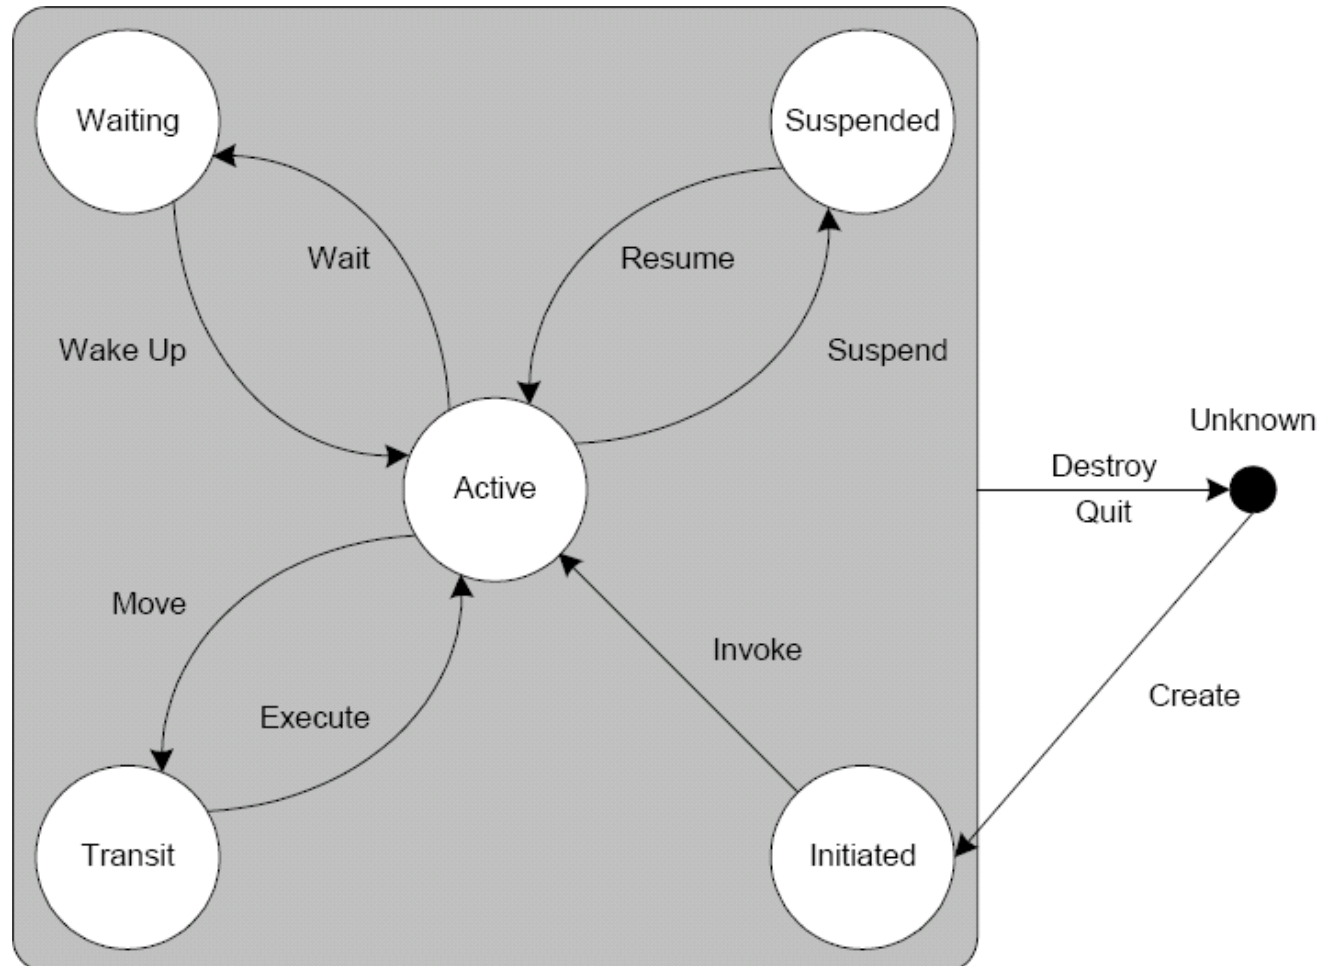 Waiting
Suspended
Wait
Resume
Wake Up
Suspend
Unknown
Destroy
Active
Quit
Move
Invoke
Create
Execute
Transit
Initiated